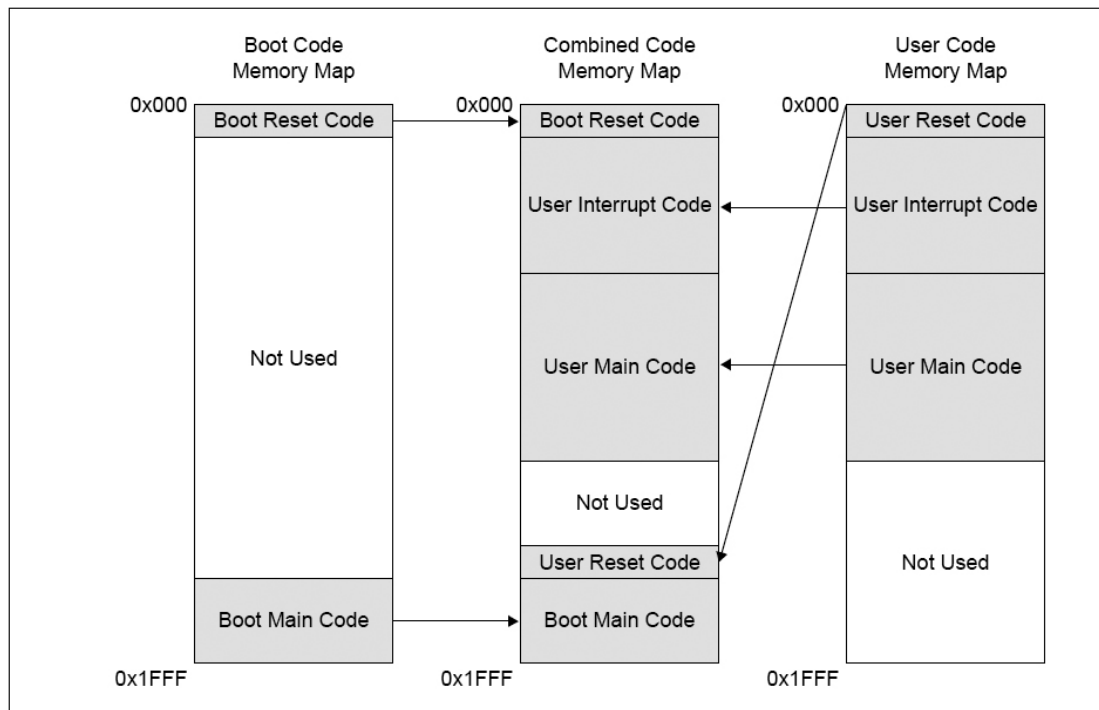 Boot Code
Memory Map
0x000
Boot Reset Code
Not Used
Boot Main Code
0x1FFF
Combined Code
Memory Map
0x000
Boot Reset Code
User Interrupt Code
User Main Code
Not Used
User Reset Code
Boot Main Code
0x1FFF
User Code
Memory Map
0x000
User Reset Code
User Interrupt Code
User Main Code
Not Used
0x1FFF